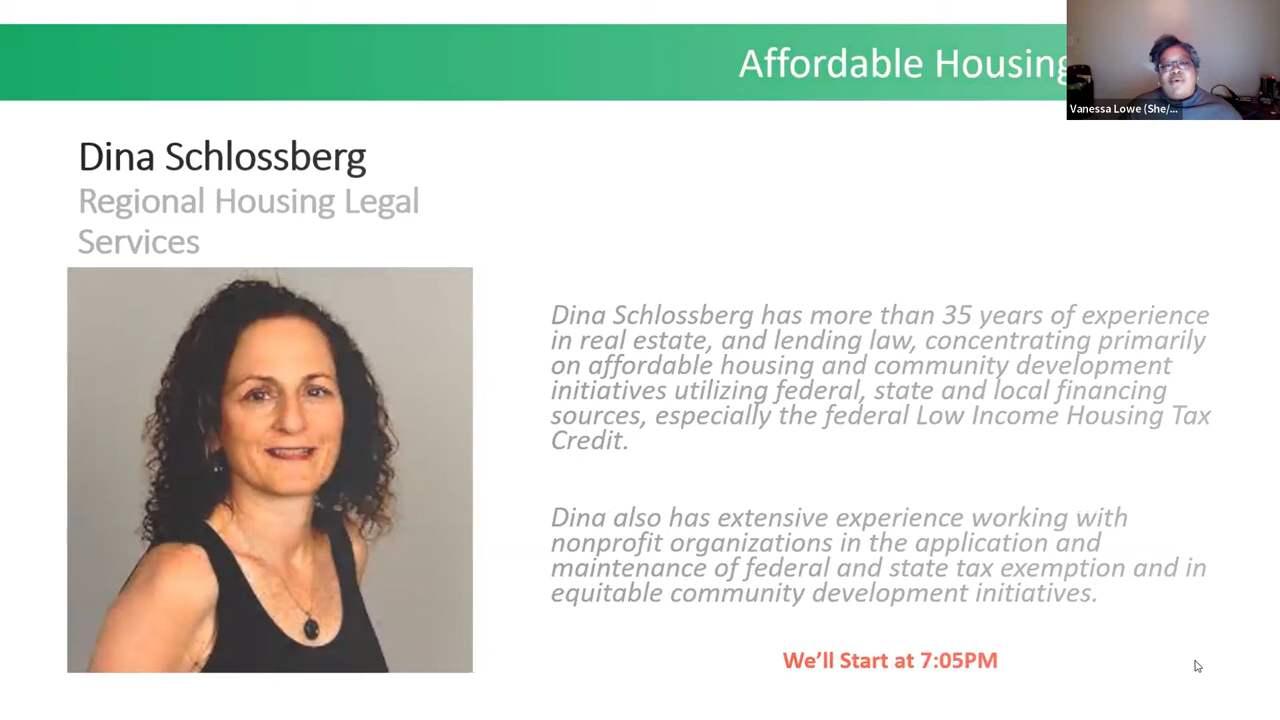 Affordable Housing
Vanessa Lowe (She/...
Dina Schlossberg
Regional Housing Legal
Services
Dina Schlossberg has more than 35 years of experience
in real estate, and lending law, concentrating primarily
on affordable housing and community development
initiatives utilizing federal, state and local financing
sources, especially the federal Low Income Housing Tax
Credit.
Dina also has extensive experience working with
nonprofit organizations in the application and
maintenance of federal and state tax exemption and in
equitable community development initiatives.
We’ll Start at 7:05PM